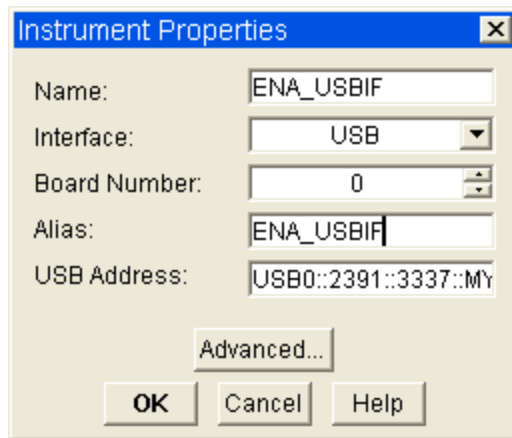 Instrument Properties
Name: ENA_USBIF
Interface: USB
Board Number: 0
Alias: ENA_USBIF
USB Address: USB0::2391::3337::MY
Advanced...
OK Cancel Help